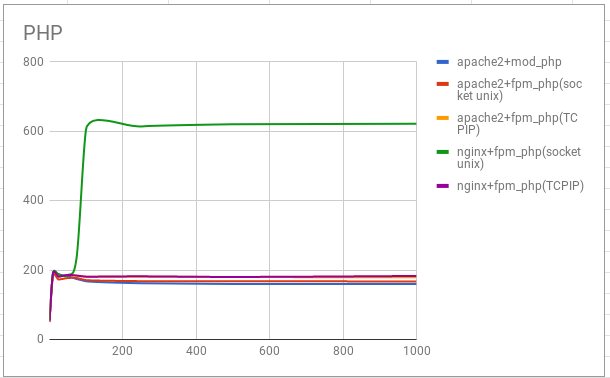 PHP
800
600
400
200
0
200
400
600
800
1000
apache2+mod_php
apache2+fpm_php(soc
ket unix)
apache2+fpm_php(TC
PIP)
nginx+fpm_php(socket
unix)
nginx+fpm_php(TCPIP)